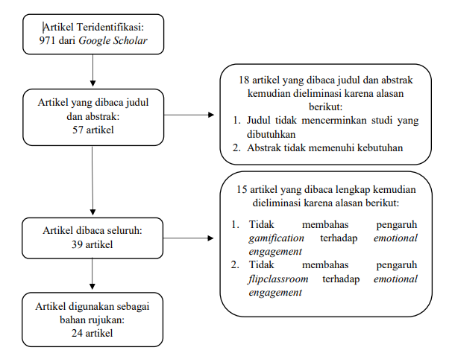 Artikel Teridentifikasi:
971 dari Google Scholar
Artikel yang dibaca judul
dan abstrak:
57 artikel
18 artikel yang dibaca judul dan abstrak
kemudian dieliminasi karena alasan
berikut:
1. Judul tidak mencerminkan studi yang
dibutuhkan
2. Abstrak tidak memenuhi kebutuhan
Artikel dibaca seluruh:
39 artikel
15 artikel yang dibaca lengkap kemudian
dieliminasi karena alasan berikut:
1. Tidak membahas pengaruh
gamification terhadap emotional
engagement
2. Tidak membahas pengaruh
flipclassroom terhadap emotional
engagement
Artikel digunakan sebagai
bahan rujukan:
24 artikel